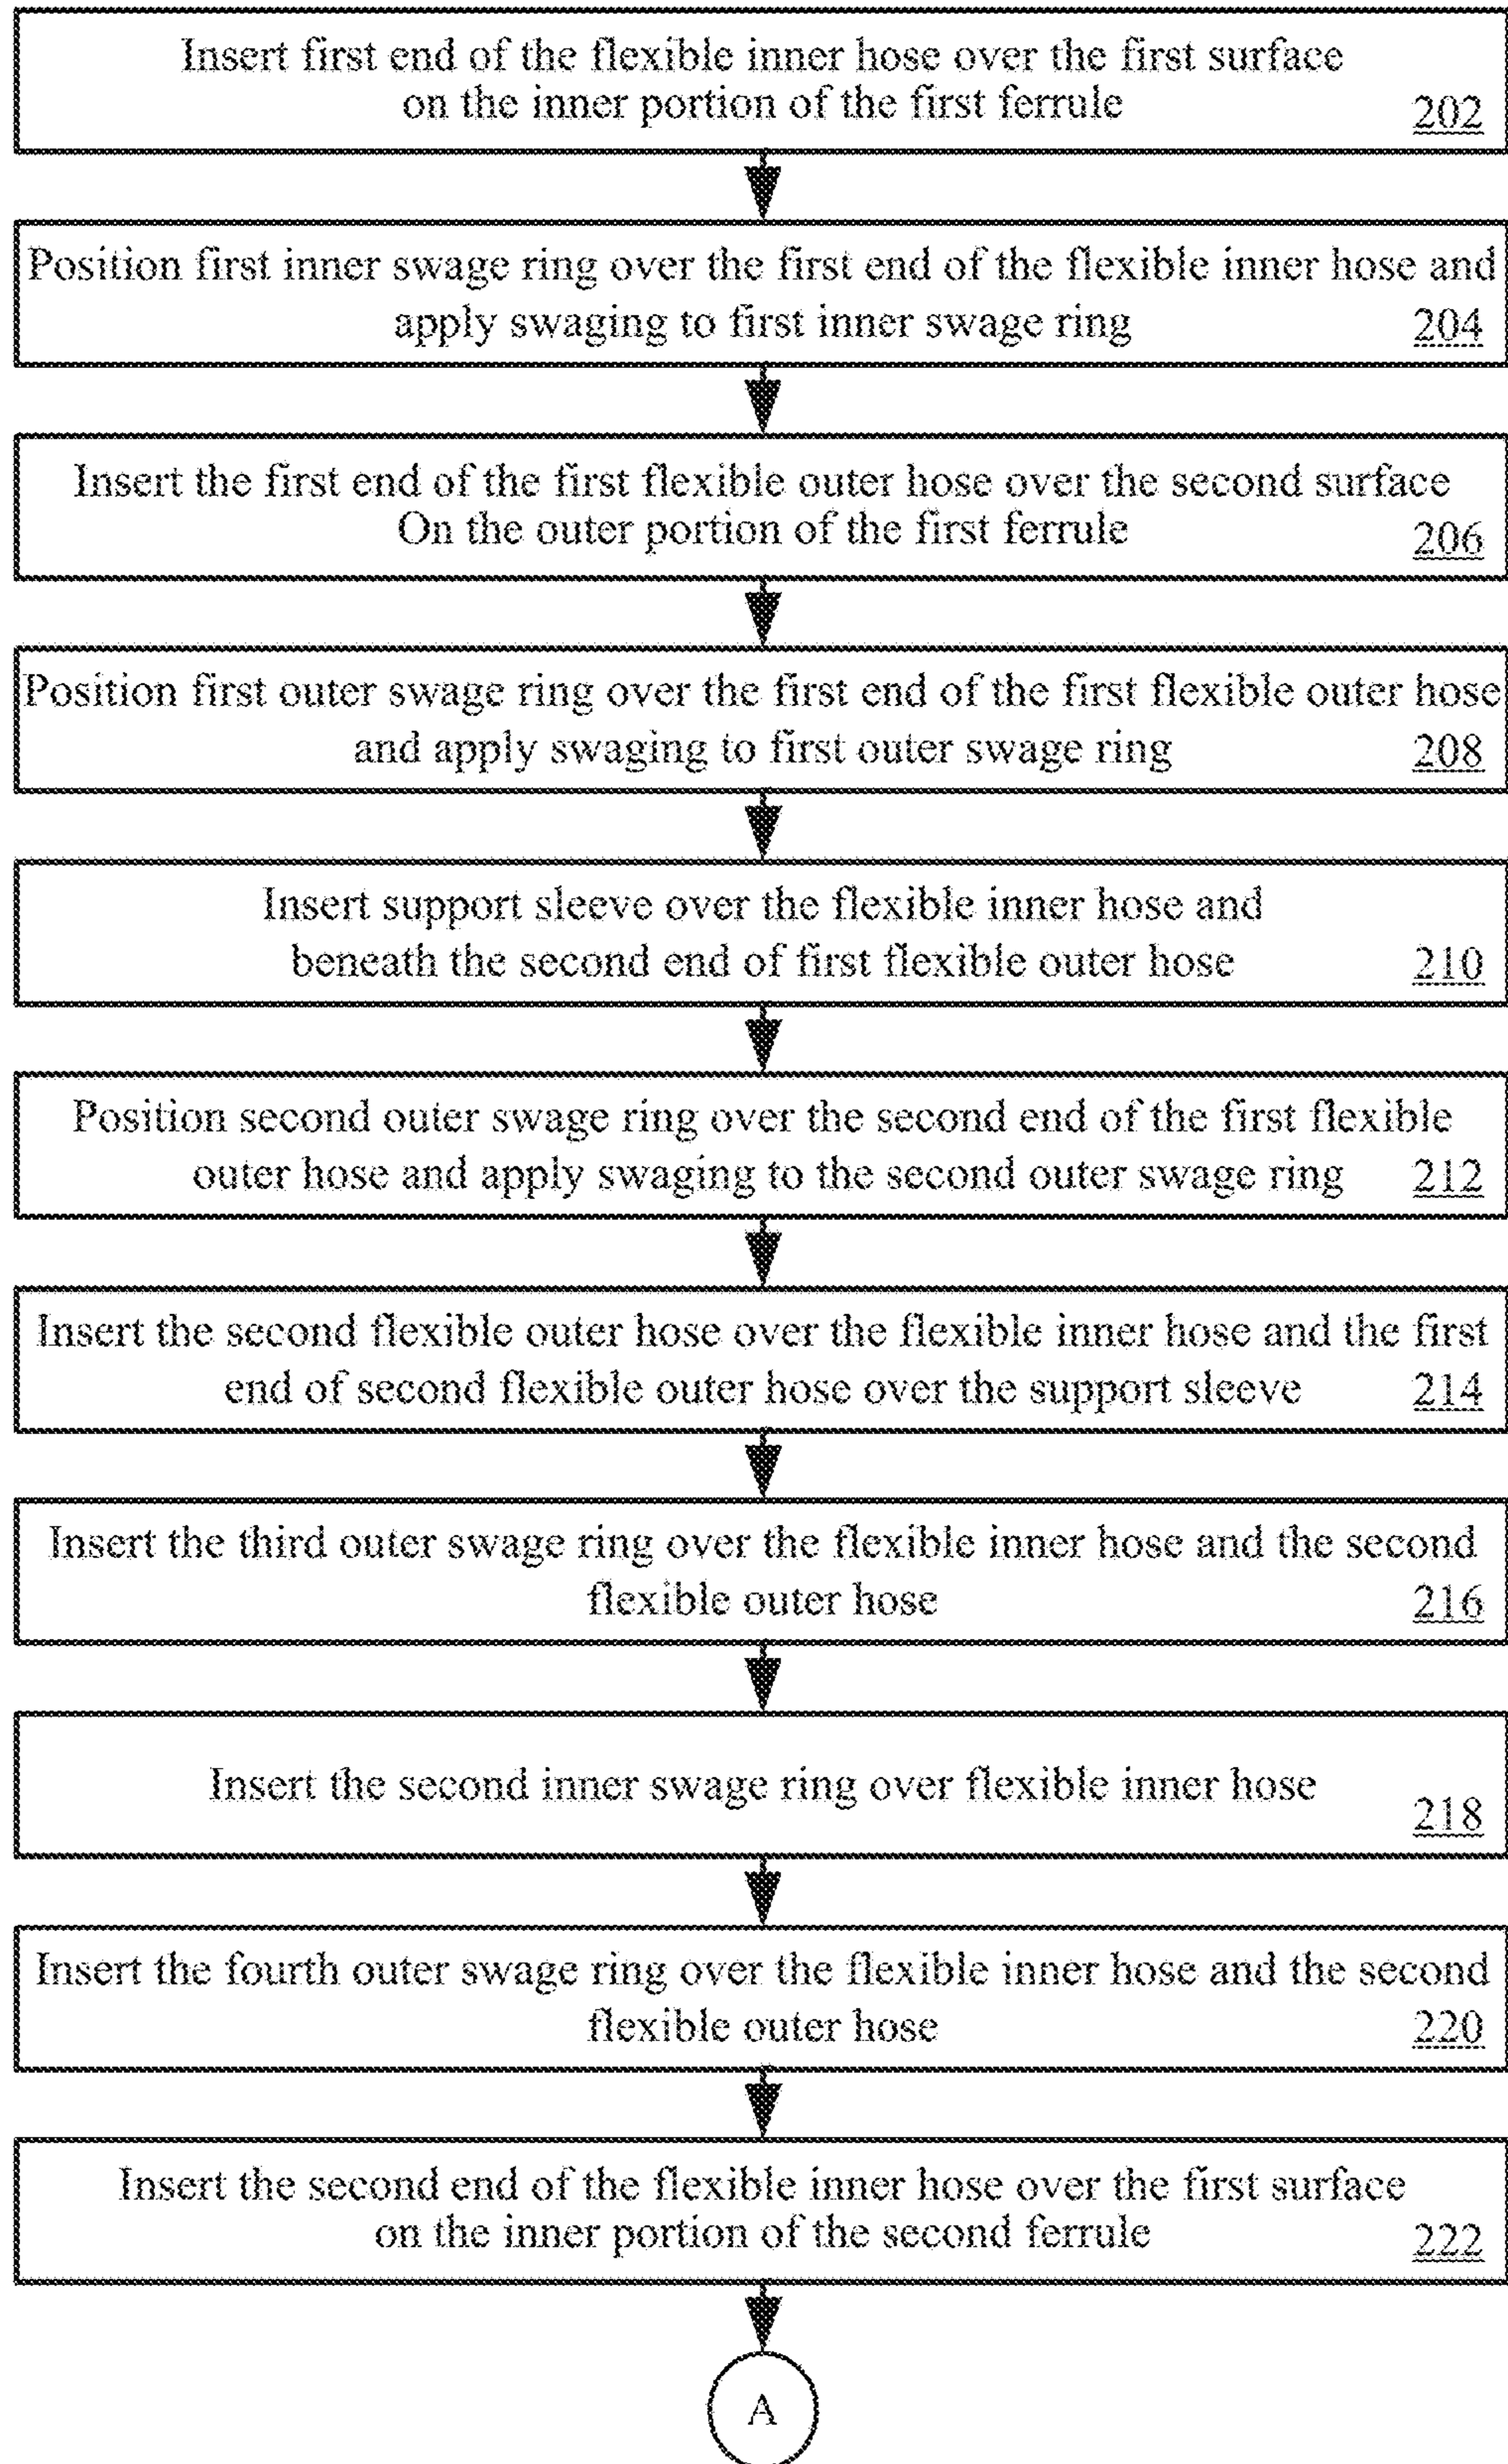 Insert first end of the flexible inner hose over the first surface
on the inner portion of the first ferrule
202
Position first inner swage ring over the first end of the flexible inner hose and
apply swaging to first inner swage ring
204
Insert the first end of the first flexible outer hose over the second surface
On the outer portion of the first ferrule
206
Position first outer swage ring over the first end of the first flexible outer hose
and apply swaging to first outer swage ring
208
Insert support sleeve over the flexible inner hose and
beneath the second end of first flexible outer hose
210
Position second outer swage ring over the second end of the first flexible
outer hose and apply swaging to the second outer swage ring
212
Insert the second flexible outer hose over the flexible inner hose and the first
end of second flexible outer hose over the support sleeve
214
Insert the third outer swage ring over the flexible inner hose and the second
flexible outer hose
216
Insert the second inner swage ring over flexible inner hose
218
Insert the fourth outer swage ring over the flexible inner hose and the second
flexible outer hose
220
Insert the second end of the flexible inner hose over the first surface
on the inner portion of the second ferrule
222
A